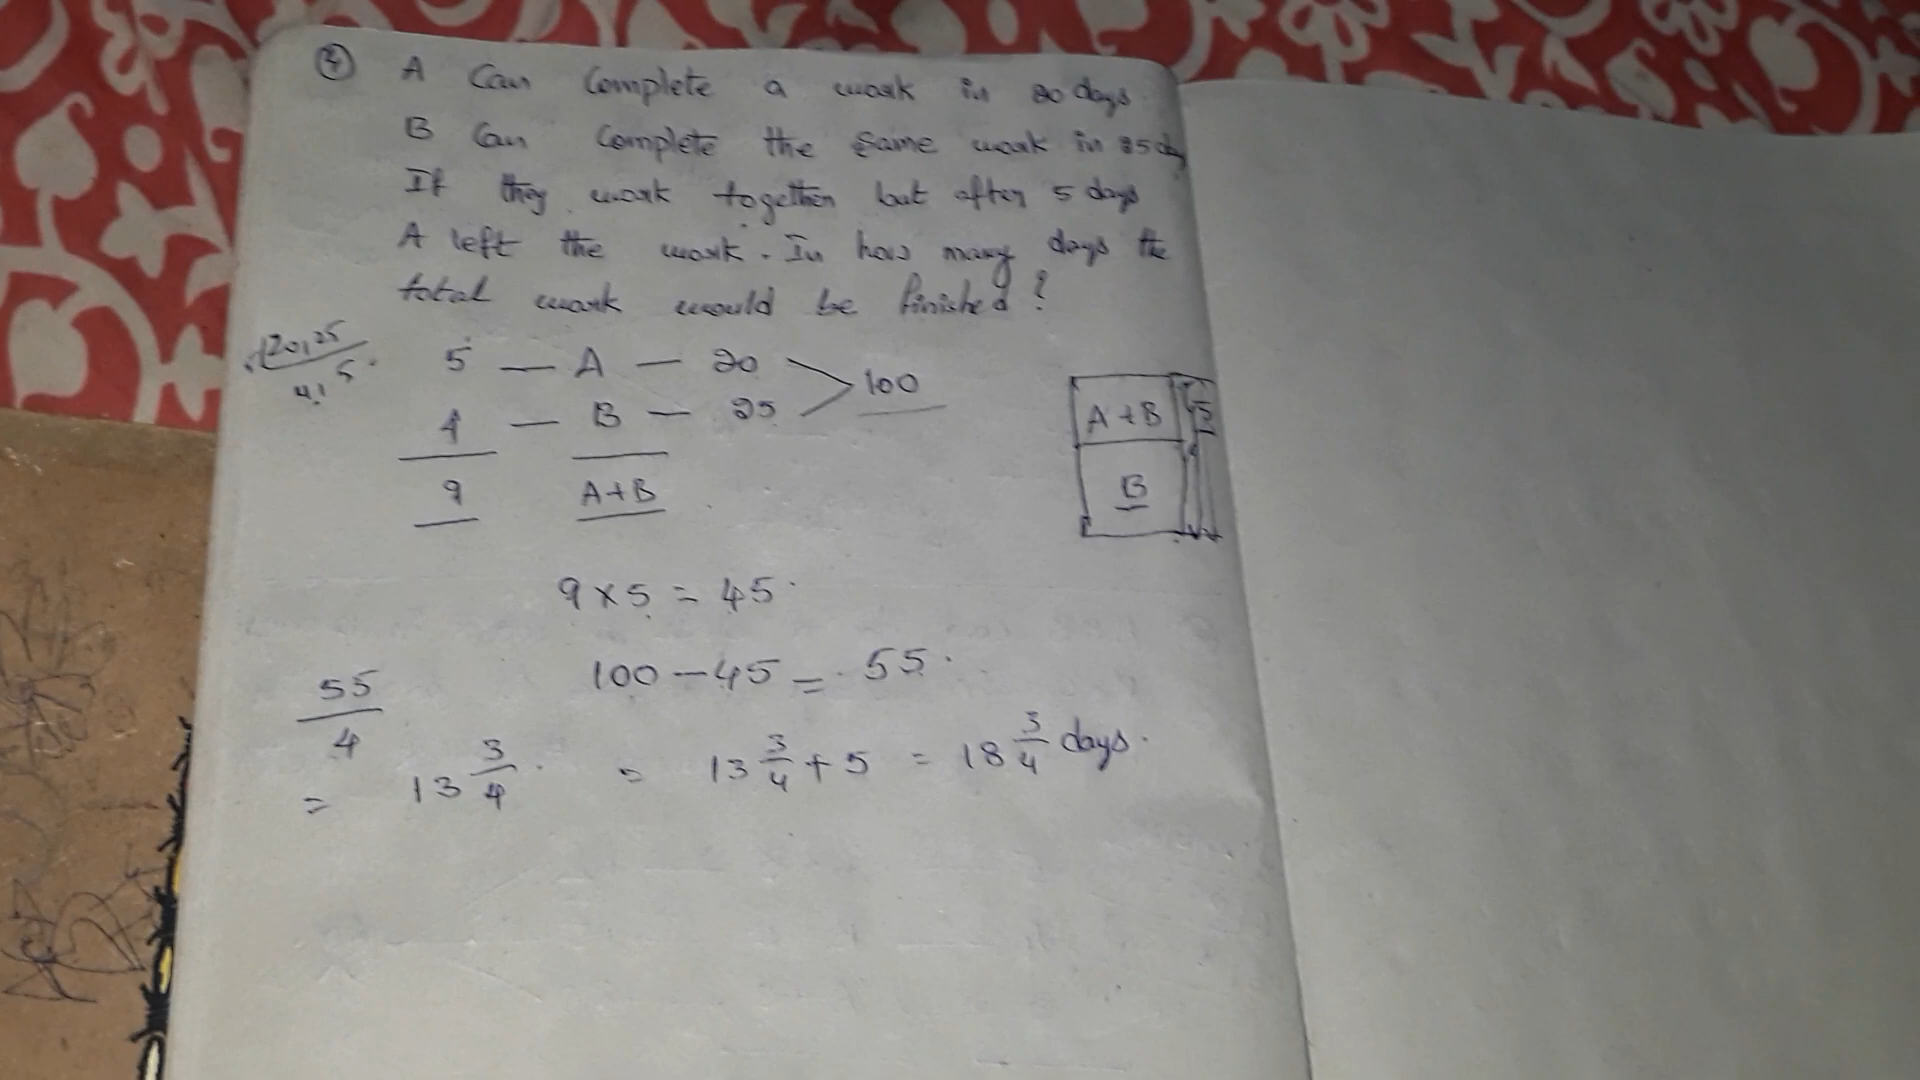 ④ A Can Complete a work in 20 days.
B Can Complete the Same work in 25 day
If they work together but after 5 days
A left the work. In how many days the
total work would be finished?
5 20,25
4, 5
5 — A — 20
100
4 — B — 25
9 A+B
A+B 5
B
9 × 5 = 45.
100 - 45 = 55.
55/4
= 13 3/4. = 13 3/4 + 5 = 18 3/4 days.